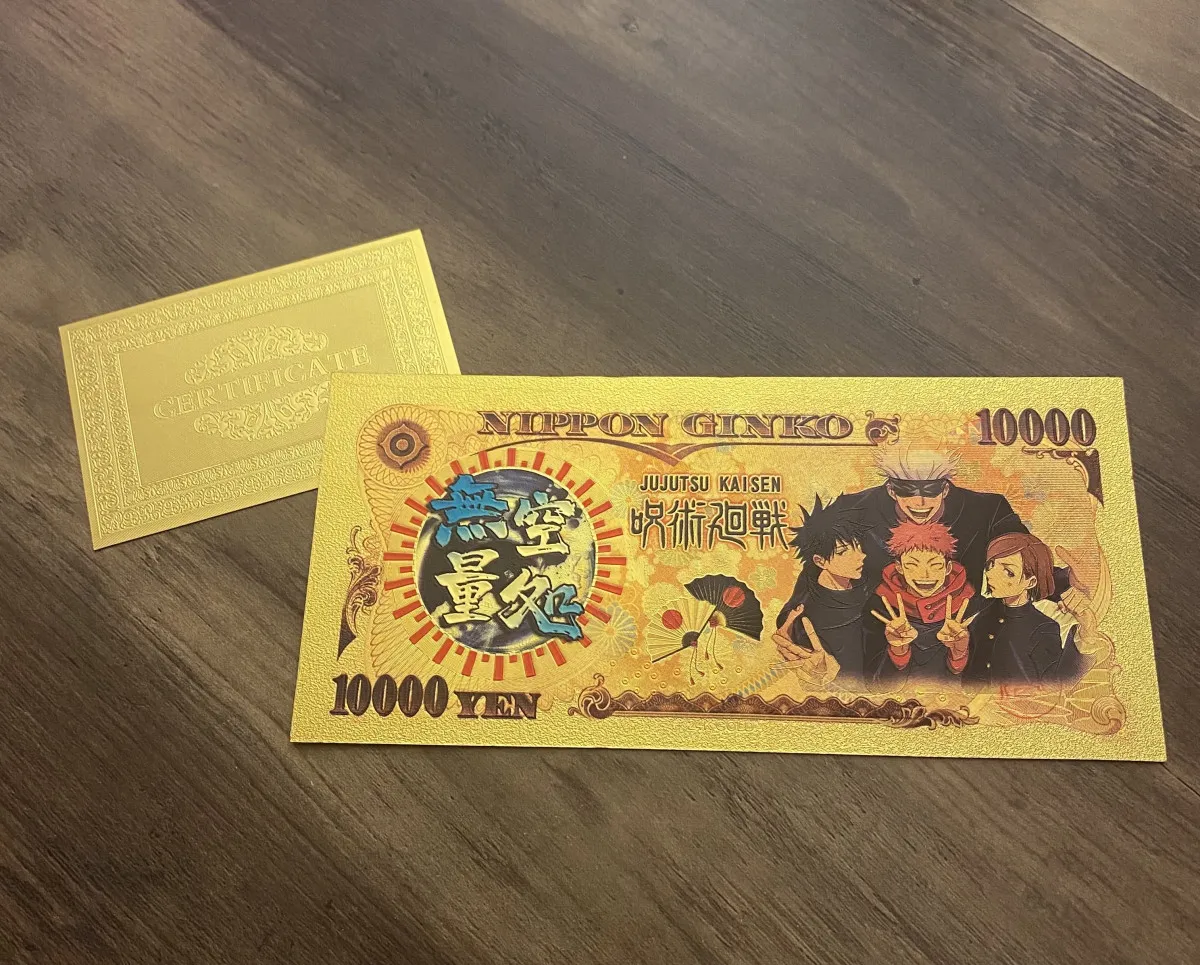 CERTIFICATE
NIPPON GINKO
10000
JUJUTSU KAISEN
呪術廻戦
無空
量処
10000 YEN